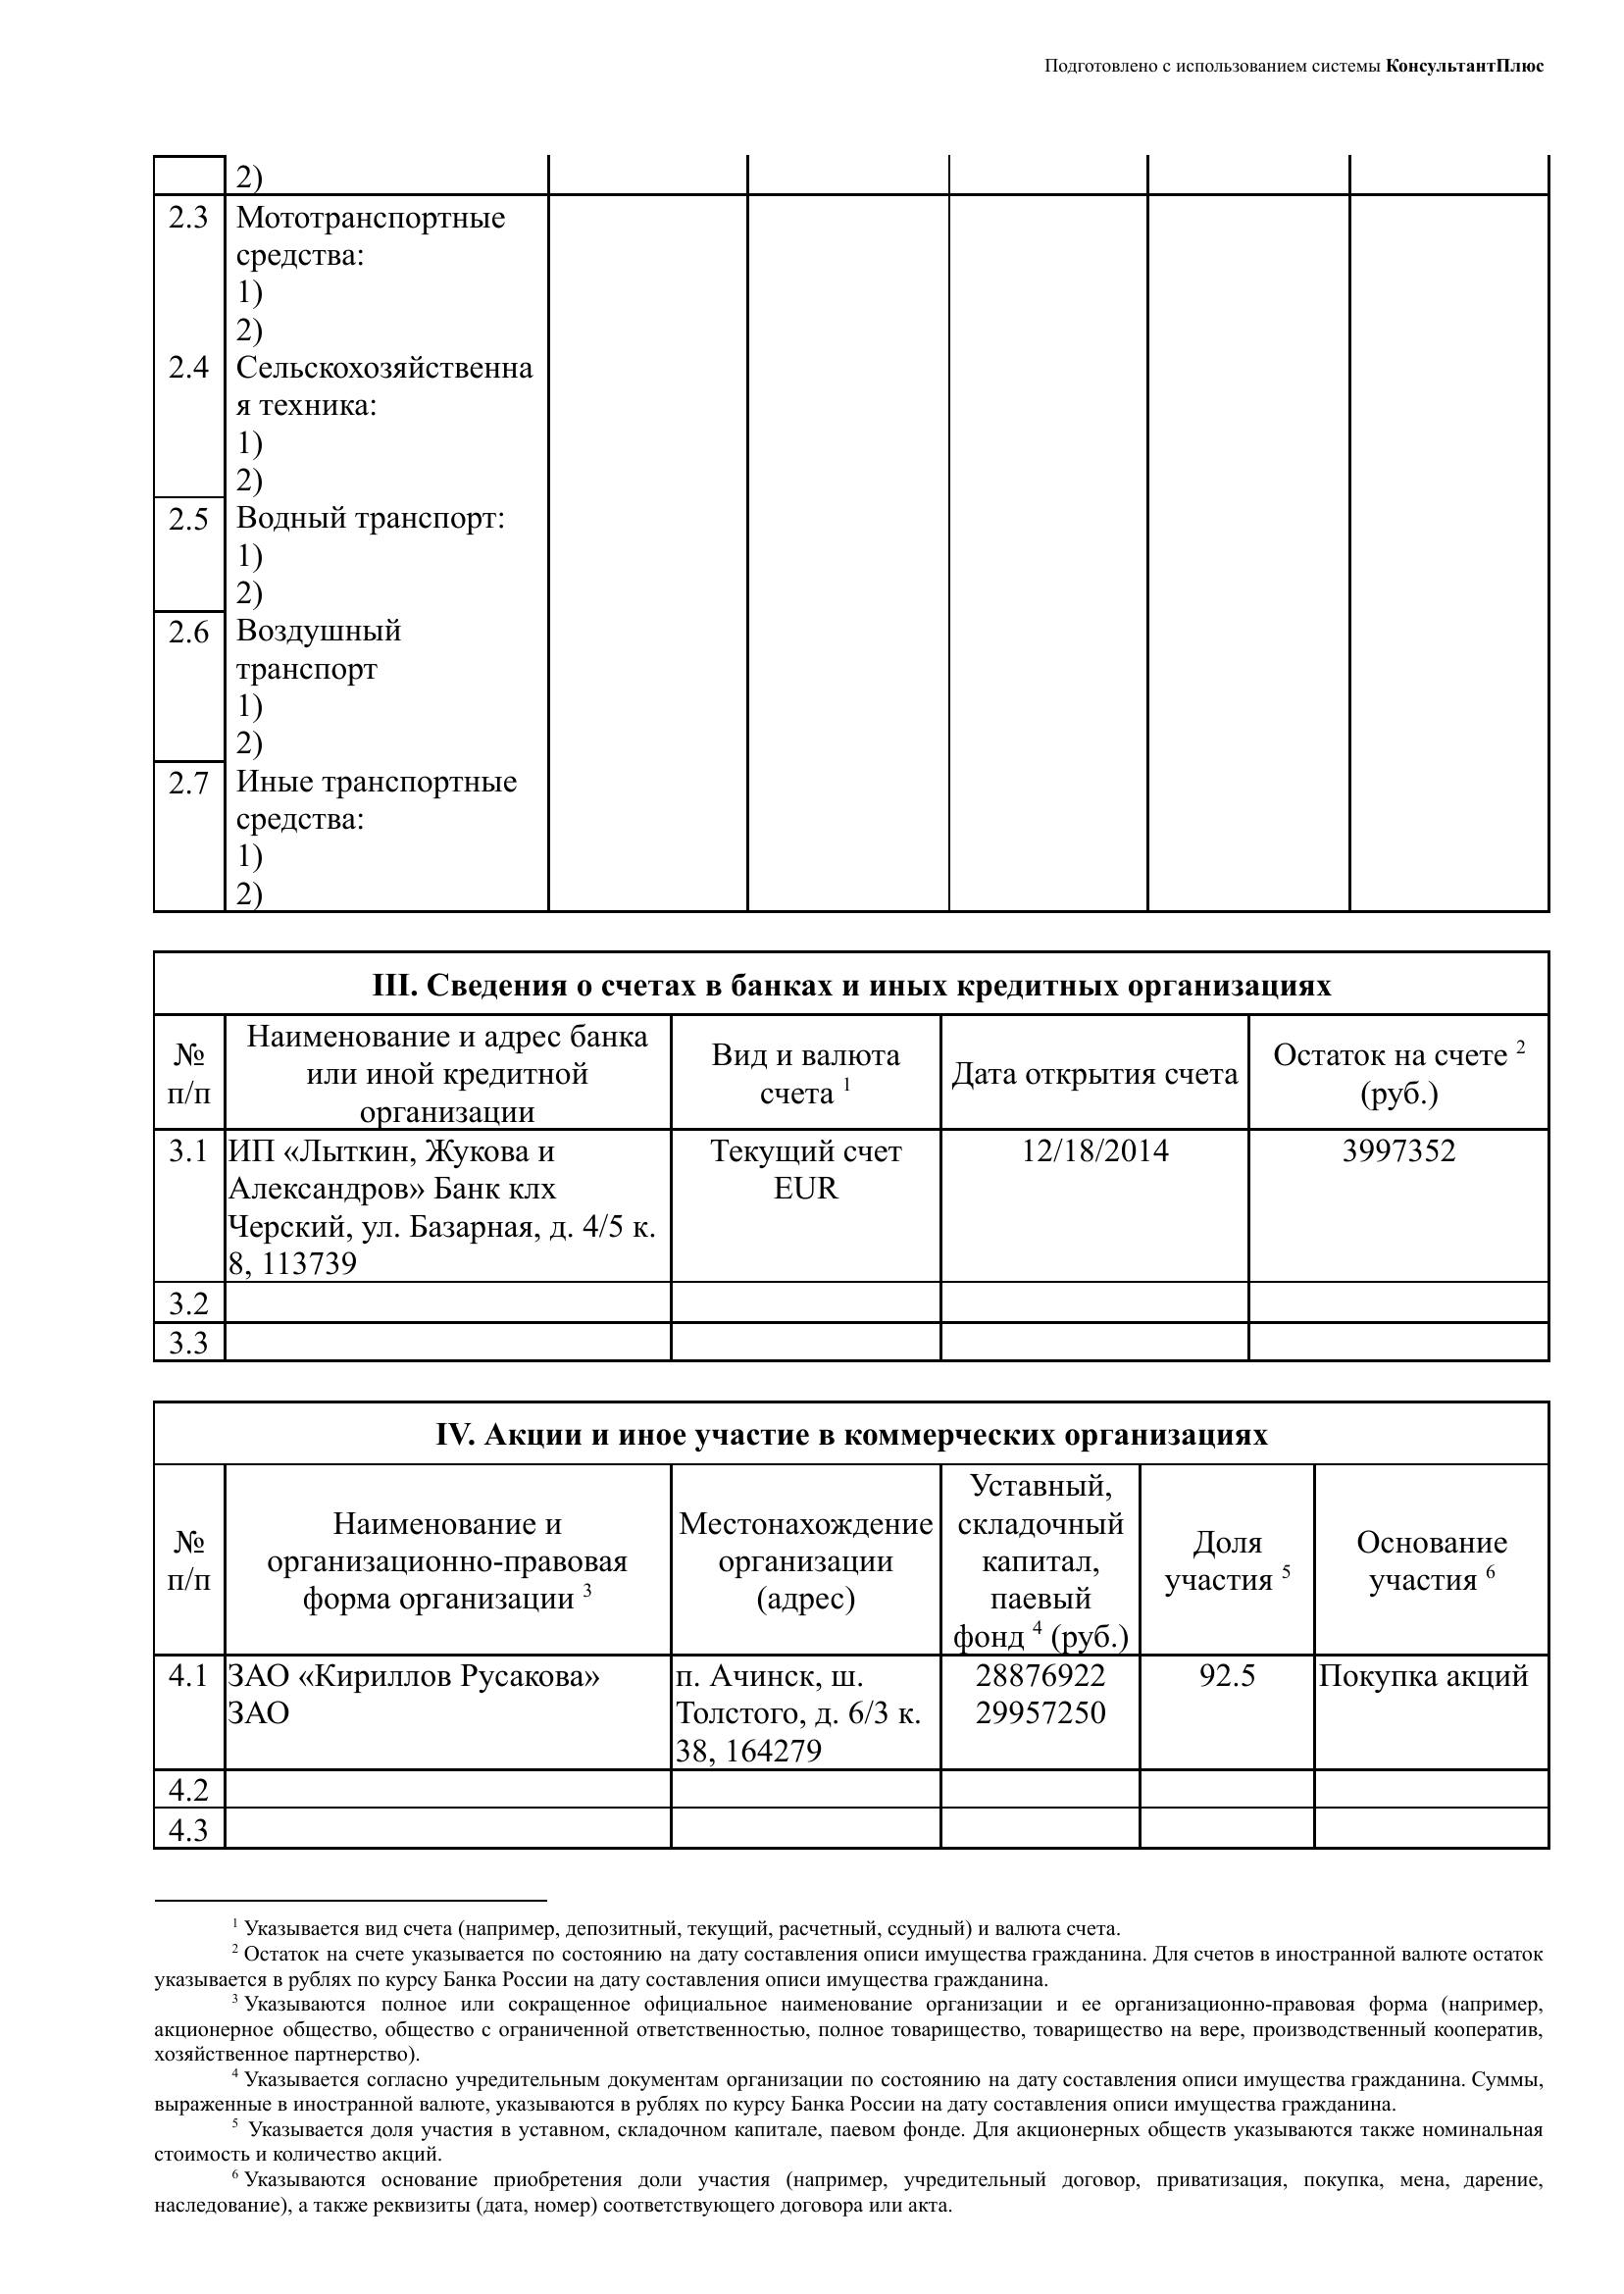 Подготовлено с использованием системы КонсультантПлюс
2)
2.3 Мототранспортные
средства:
1)
2)
2.4 Сельскохозяйственна
я техника:
1)
2)
2.5 Водный транспорт:
1)
2)
2.6 Воздушный
транспорт
1)
2)
2.7 Иные транспортные
средства:
1)
2)
III. Сведения о счетах в банках и иных кредитных организациях
№
п/п
Наименование и адрес банка
или иной кредитной
организации
Вид и валюта
счета 1
Дата открытия счета
Остаток на счете 2
(руб.)
3.1
ИП «Лыткин, Жукова и
Александров» Банк клх
Черский, ул. Базарная, д. 4/5 к.
8, 113739
Текущий счет
EUR
12/18/2014
3997352
3.2
3.3
IV. Акции и иное участие в коммерческих организациях
№
п/п
Наименование и
организационно-правовая
форма организации 3
Местонахождение
организации
(адрес)
Уставный,
складочный
капитал,
паевый
фонд 4 (руб.)
Доля
участия 5
Основание
участия 6
4.1
ЗАО «Кириллов Русакова»
ЗАО
п. Ачинск, ш.
Толстого, д. 6/3 к.
38, 164279
28876922
29957250
92.5
Покупка акций
4.2
4.3
1 Указывается вид счета (например, депозитный, текущий, расчетный, ссудный) и валюта счета.
2 Остаток на счете указывается по состоянию на дату составления описи имущества гражданина. Для счетов в иностранной валюте остаток
указывается в рублях по курсу Банка России на дату составления описи имущества гражданина.
3 Указываются полное или сокращенное официальное наименование организации и ее организационно-правовая форма (например,
акционерное общество, общество с ограниченной ответственностью, полное товарищество, товарищество на вере, производственный кооператив,
хозяйственное партнерство).
4 Указывается согласно учредительным документам организации по состоянию на дату составления описи имущества гражданина. Суммы,
выраженные в иностранной валюте, указываются в рублях по курсу Банка России на дату составления описи имущества гражданина.
5 Указывается доля участия в уставном, складочном капитале, паевом фонде. Для акционерных обществ указываются также номинальная
стоимость и количество акций.
6 Указываются основание приобретения доли участия (например, учредительный договор, приватизация, покупка, мена, дарение,
наследование), а также реквизиты (дата, номер) соответствующего договора или акта.